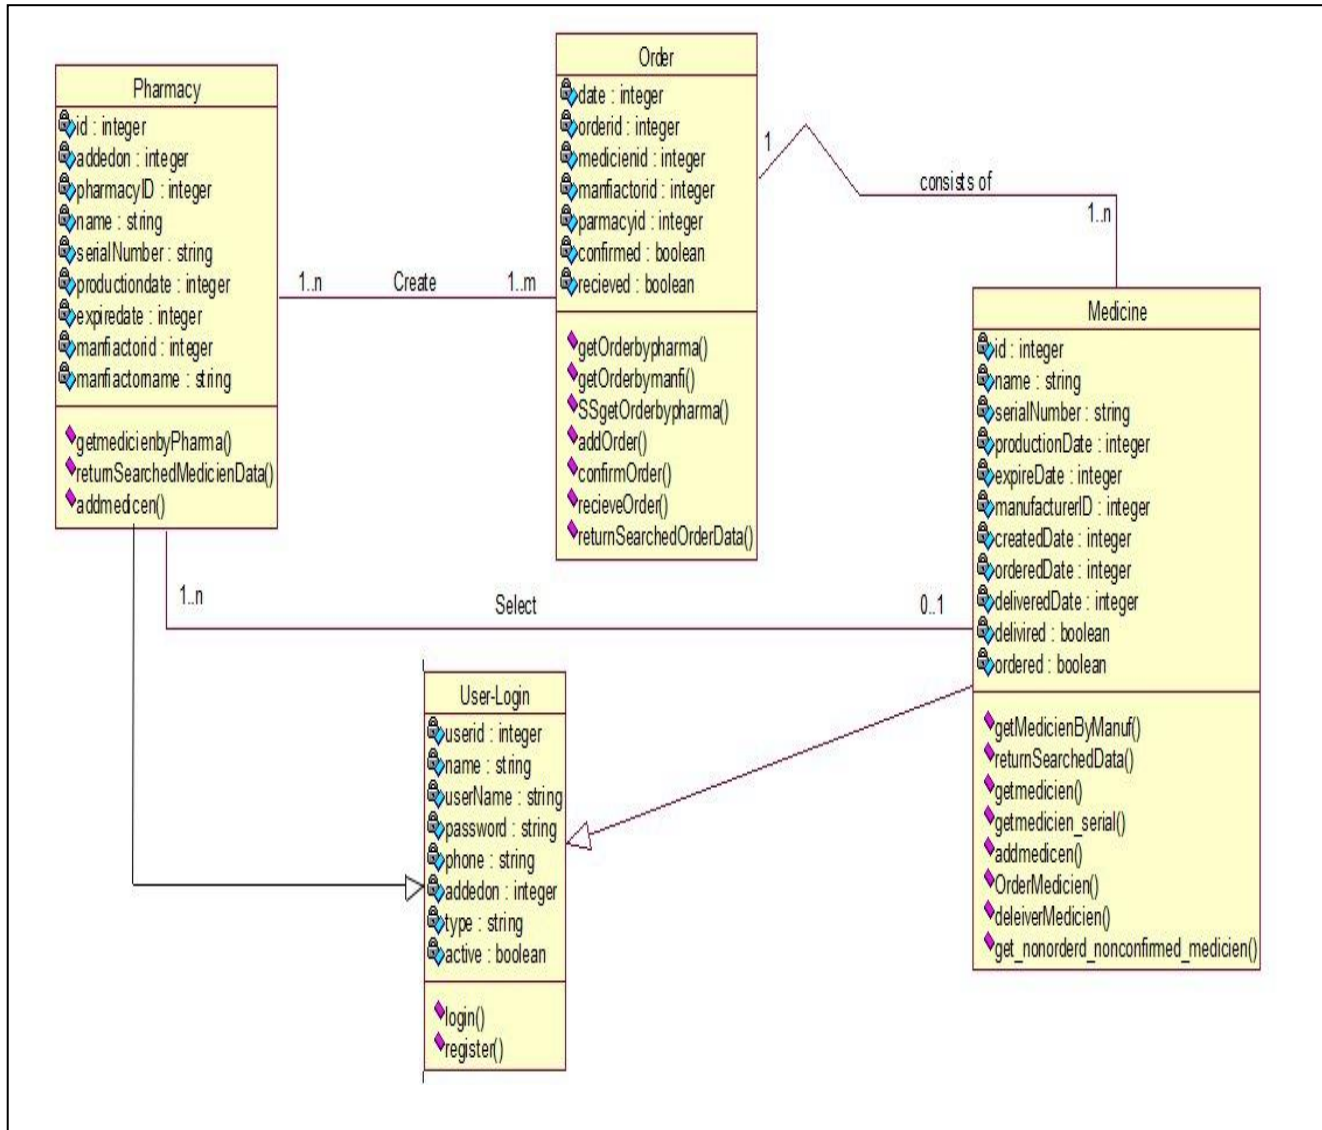 Pharmacy
id : integer
addedon : integer
pharmacyID : integer
name : string
serialNumber : string
productiondate : integer
expiredate : integer
manfiactorid : integer
manfiactorname : string
getmedicienbyPharma()
returnSearchedMedicienData()
addmedicen()
1..n
Create
1..m
Order
date : integer
orderid : integer
medicienid : integer
manfiactorid : integer
parmacyid : integer
confirmed : boolean
recieved : boolean
getOrderbypharma()
getOrderbymanfi()
SSgetOrderbypharma()
addOrder()
confirmOrder()
recieveOrder()
returnSearchedOrderData()
1
consists of
1..n
Medicine
id : integer
name : string
serialNumber : string
productionDate : integer
expireDate : integer
manufacturerID : integer
createdDate : integer
orderedDate : integer
deliveredDate : integer
delivired : boolean
ordered : boolean
getMedicienByManuf()
returnSearchedData()
getmedicien()
getmedicien_serial()
addmedicen()
OrderMedicien()
deleiverMedicien()
get_nonorderd_nonconfirmed_medicien()
1..n
Select
0..1
User-Login
userid : integer
name : string
userName : string
password : string
phone : string
addedon : integer
type : string
active : boolean
login()
register()